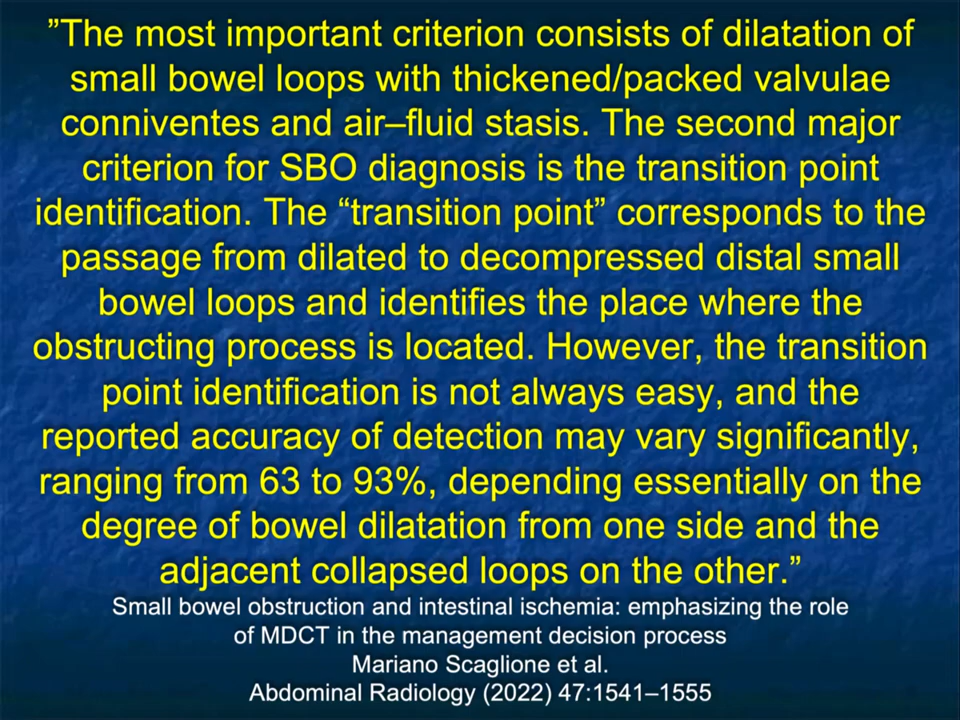 ”The most important criterion consists of dilatation of
small bowel loops with thickened/packed valvulae
conniventes and air–fluid stasis. The second major
criterion for SBO diagnosis is the transition point
identification. The “transition point” corresponds to the
passage from dilated to decompressed distal small
bowel loops and identifies the place where the
obstructing process is located. However, the transition
point identification is not always easy, and the
reported accuracy of detection may vary significantly,
ranging from 63 to 93%, depending essentially on the
degree of bowel dilatation from one side and the
adjacent collapsed loops on the other.”
Small bowel obstruction and intestinal ischemia: emphasizing the role
of MDCT in the management decision process
Mariano Scaglione et al.
Abdominal Radiology (2022) 47:1541–1555